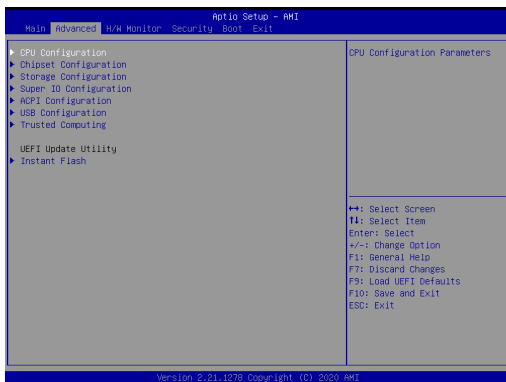 Aptio Setup – AMI
Main Advanced H/W Monitor Security Boot Exit
CPU Configuration
Chipset Configuration
Storage Configuration
Super IO Configuration
ACPI Configuration
USB Configuration
Trusted Computing
UEFI Update Utility
Instant Flash
CPU Configuration Parameters
↔: Select Screen
↑↓: Select Item
Enter: Select
+/-: Change Option
F1: General Help
F7: Discard Changes
F9: Load UEFI Defaults
F10: Save and Exit
ESC: Exit
Version 2.21.1278 Copyright (C) 2020 AMI